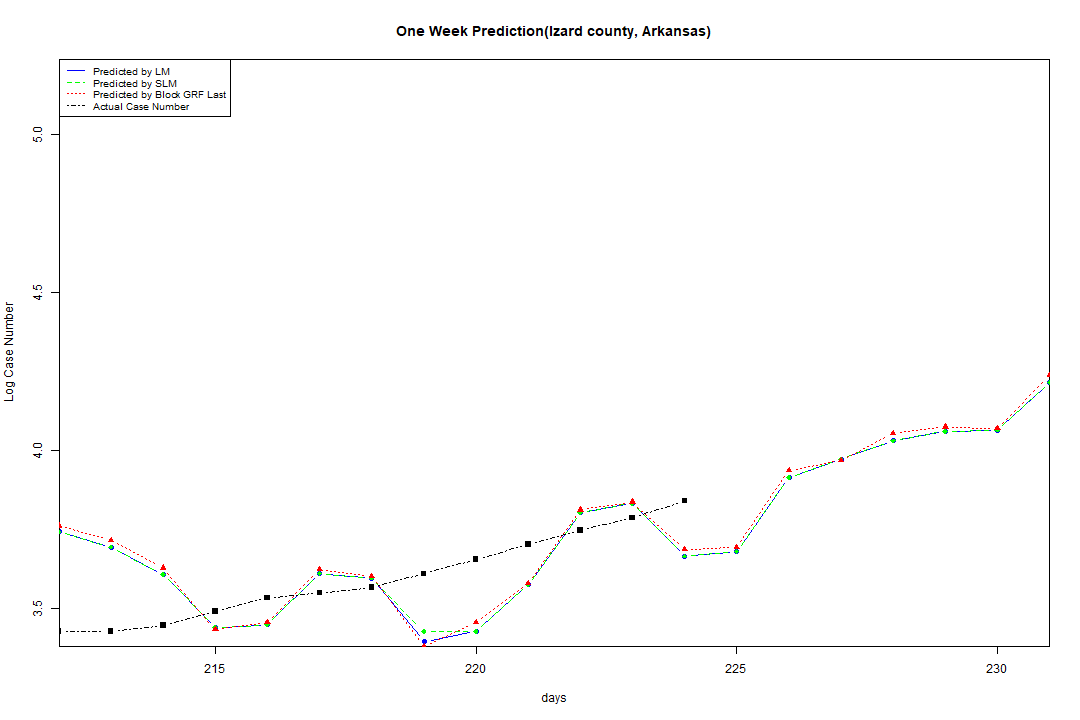 One Week Prediction(Izard county, Arkansas)
Predicted by LM
Predicted by SLM
Predicted by Block GRF Last
Actual Case Number
5.0
4.5
4.0
3.5
Log Case Number
215
220
225
230
days